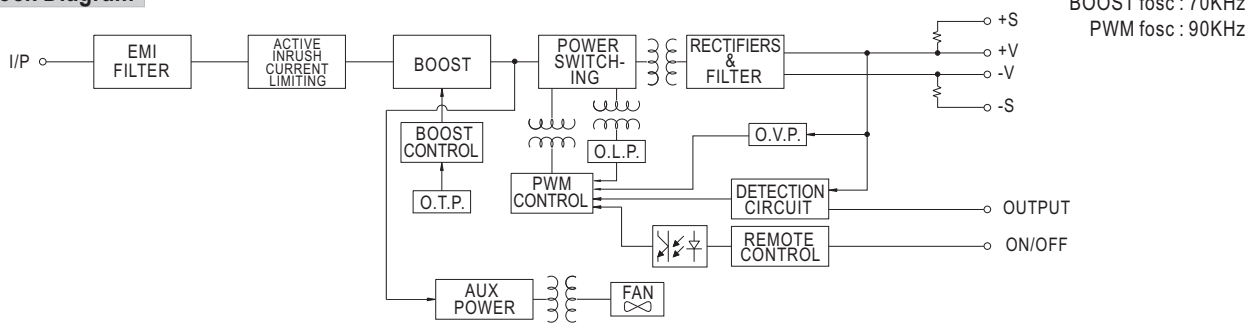 BOOST fosc : 70KHz
PWM fosc : 90KHz
I/P
EMI
FILTER
ACTIVE
INRUSH
CURRENT
LIMITING
BOOST
POWER
SWITCH-
ING
RECTIFIERS
&
FILTER
+S
+V
-V
-S
BOOST
CONTROL
O.T.P.
O.L.P.
O.V.P.
PWM
CONTROL
DETECTION
CIRCUIT
OUTPUT
REMOTE
CONTROL
ON/OFF
AUX
POWER
FAN